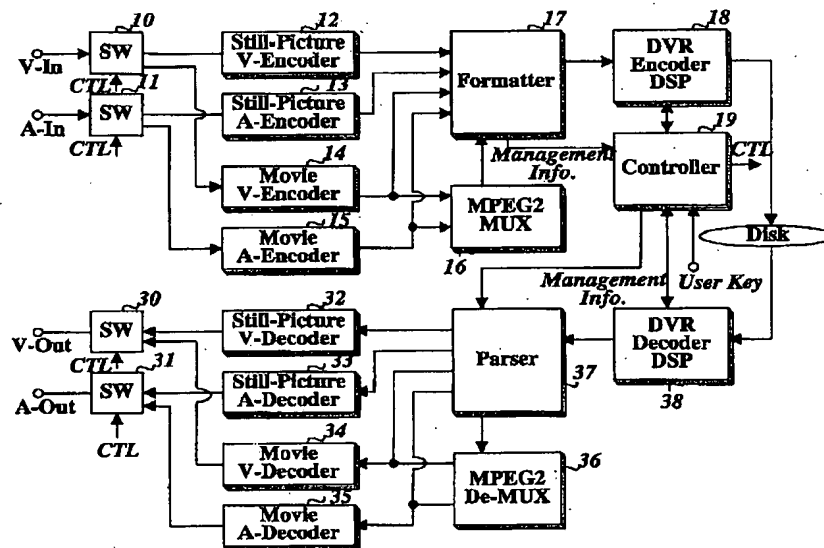 10
SW
V-In
CTL
11
SW
A-In
CTL
12
Still-Picture
V-Encoder
13
Still-Picture
A-Encoder
14
Movie
V-Encoder
15
Movie
A-Encoder
17
Formatter
MPEG2
MUX
16
18
DVR
Encoder
DSP
19
Controller
CTL
Management
Info.
Disk
User Key
Management
Info.
30
SW
V-Out
CTL
31
SW
A-Out
CTL
32
Still-Picture
V-Decoder
33
Still-Picture
A-Decoder
34
Movie
V-Decoder
35
Movie
A-Decoder
Parser
37
36
MPEG2
De-MUX
DVR
Decoder
DSP
38